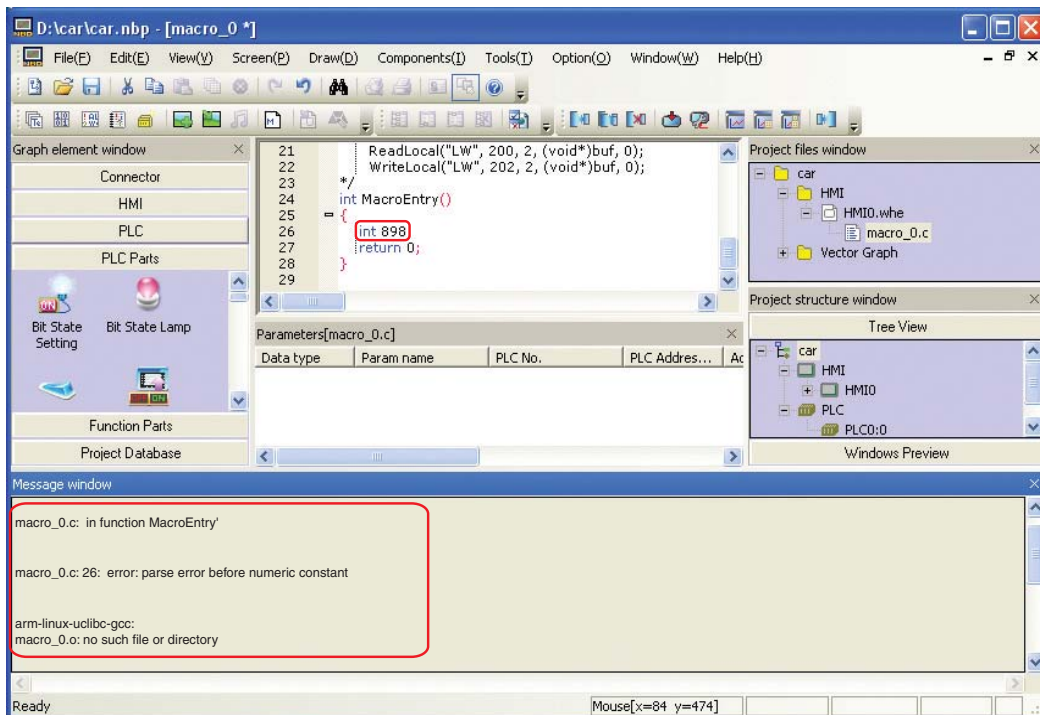 D:\car\car.nbp - [macro_0 *]
File(F) Edit(E) View(V) Screen(P) Draw(D) Components(I) Tools(T) Option(O) Window(W) Help(H)
Graph element window
Connector
HMI
PLC
PLC Parts
ON
Bit State Setting
Bit State Lamp
ON
Function Parts
Project Database
21 ReadLocal("LW", 200, 2, (void*)buf, 0);
22 WriteLocal("LW", 202, 2, (void*)buf, 0);
23 */
24 int MacroEntry()
25 {
26 int 898
27 return 0;
28 }
29
Parameters[macro_0.c]
Data type Param name PLC No. PLC Addres... Ac
Project files window
car
HMI
HMI0.whe
macro_0.c
Vector Graph
Project structure window
Tree View
car
HMI
HMI0
PLC
PLC0:0
Windows Preview
Message window
macro_0.c: in function MacroEntry'
macro_0.c: 26: error: parse error before numeric constant
arm-linux-uclibc-gcc:
macro_0.o: no such file or directory
Ready
Mouse[x=84 y=474]